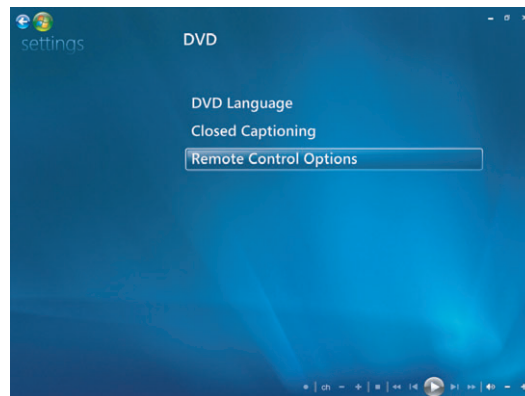 settings
DVD
DVD Language
Closed Captioning
Remote Control Options
ch